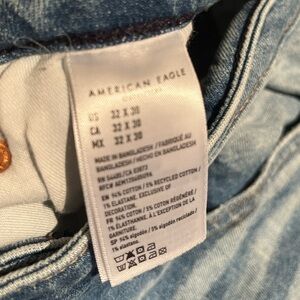 AMERICAN EAGLE
US 32 X 30
CA 32 X 30
MX 32 X 30
MADE IN BANGLADESH / FABRIQUÉ AU
BANGLADESH / HECHO EN BANGLADESH
EN 94% COTTON / 5% RECYCLED COTTON /
1% ELASTANE. EXCLUSIVE OF
DECORATION.
FR 94% COTON / 5% COTON RÉGÉNÉRÉ /
1% ÉLASTHANNE. À L'EXCEPTION DE LA
GARNITURE.
SP 94% algodón / 5% algodón reciclado /
1% elastano.